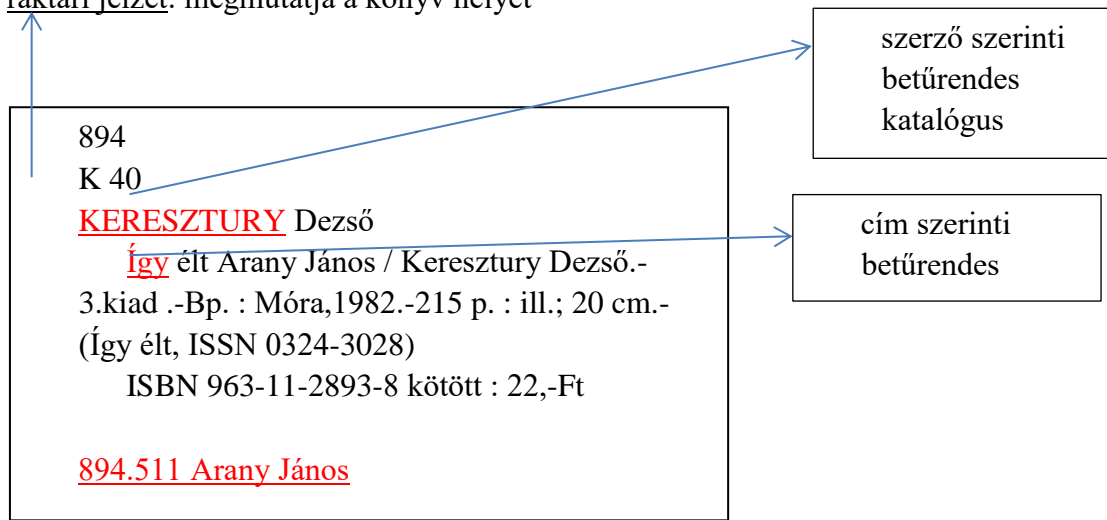 raktári jelzet: megmutatja a könyv helyét
szerző szerinti
betűrendes
katalógus
894
K 40
KERESZTURY Dezső
Így élt Arany János / Keresztury Dezső.-
3.kiad .-Bp. : Móra,1982.-215 p. : ill.; 20 cm.-
(Így élt, ISSN 0324-3028)
ISBN 963-11-2893-8 kötött : 22,-Ft
894.511 Arany János
cím szerinti
betűrendes